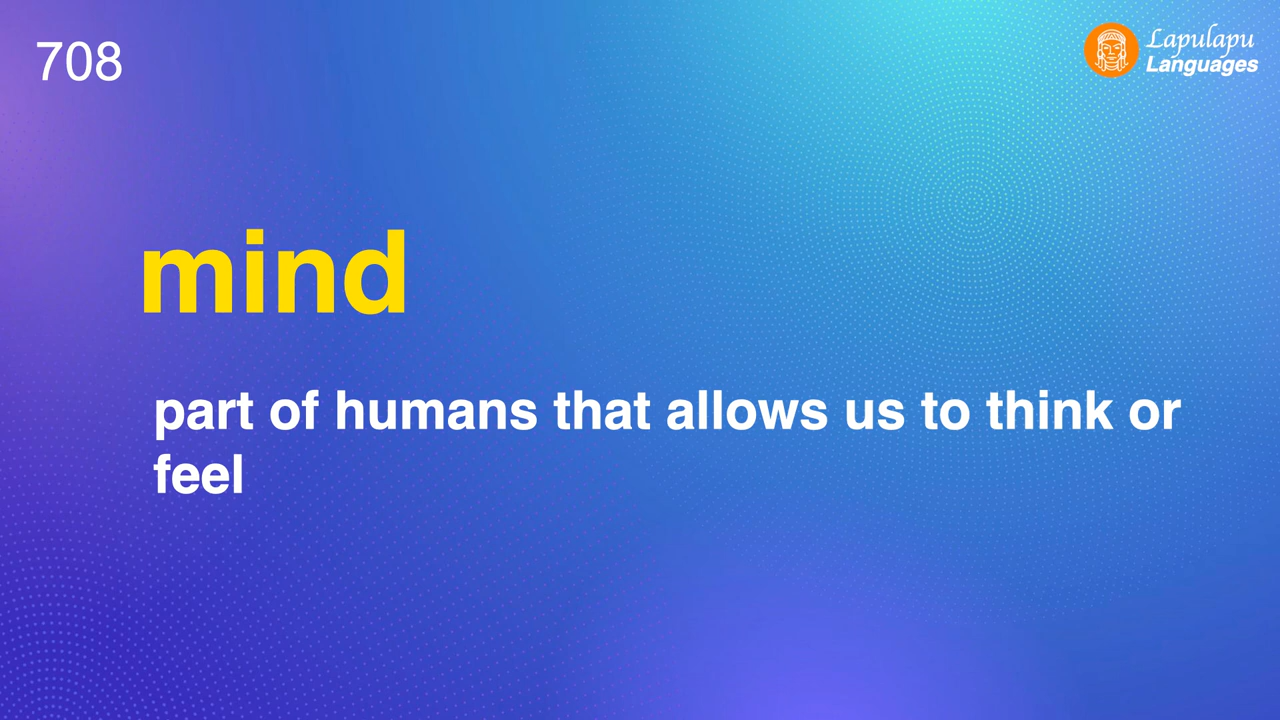 708
Lapulapu
Languages
mind
part of humans that allows us to think or
feel